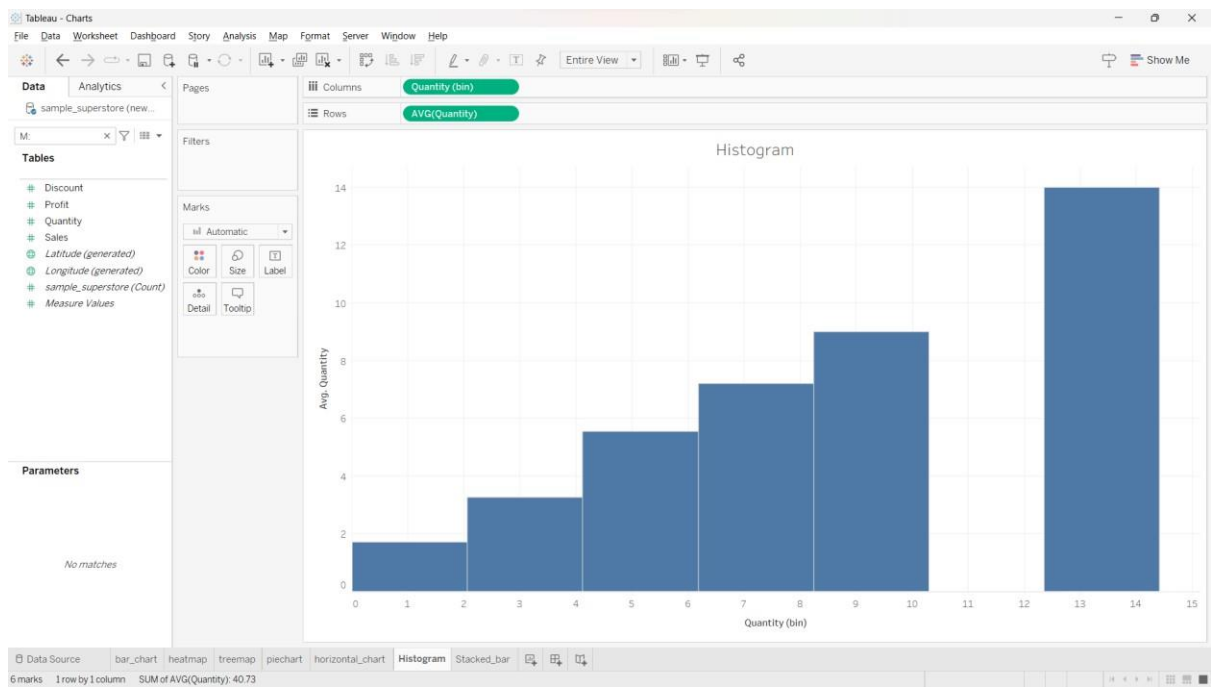 Tableau - Charts
File Data Worksheet Dashboard Story Analysis Map Format Server Window Help
Entire View
Show Me
Data Analytics
sample_superstore (new...
M:
Tables
Discount
Profit
Quantity
Sales
Latitude (generated)
Longitude (generated)
sample_superstore (Count)
Measure Values
Parameters
No matches
Pages
Filters
Marks
Automatic
Color Size Label
Detail Tooltip
Columns Quantity (bin)
Rows AVG(Quantity)
Histogram
Avg. Quantity
14
12
10
8
6
4
2
0
0 1 2 3 4 5 6 7 8 9 10 11 12 13 14 15
Quantity (bin)
Data Source bar_chart heatmap treemap piechart horizontal_chart Histogram Stacked_bar
6 marks 1 row by 1 column SUM of AVG(Quantity): 40.73